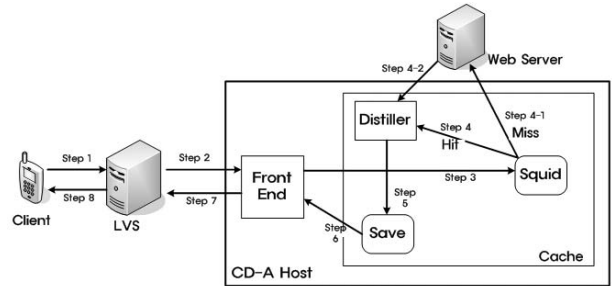 Web Server
Step 4-2
Step 4-1
Miss
Distiller
Step 4
Hit
Step 1
Step 2
Front
End
Step 3
Squid
Step 8
Step 7
Step
5
Client
LVS
Step
6
Save
Cache
CD-A Host